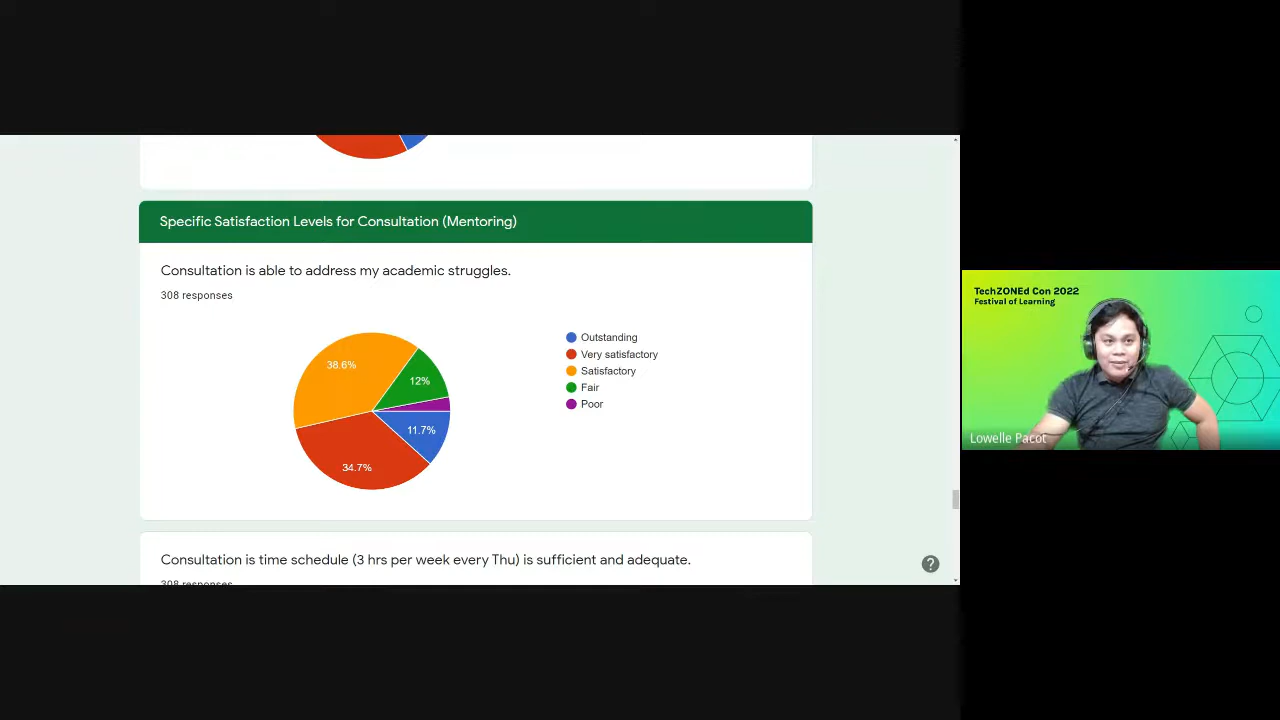 Specific Satisfaction Levels for Consultation (Mentoring)
Consultation is able to address my academic struggles.
308 responses
38.6%
12%
11.7%
34.7%
Outstanding
Very satisfactory
Satisfactory
Fair
Poor
Consultation is time schedule (3 hrs per week every Thu) is sufficient and adequate.
308 responses
?
TechZONEd Con 2022
Festival of Learning
Lowelle Pacot